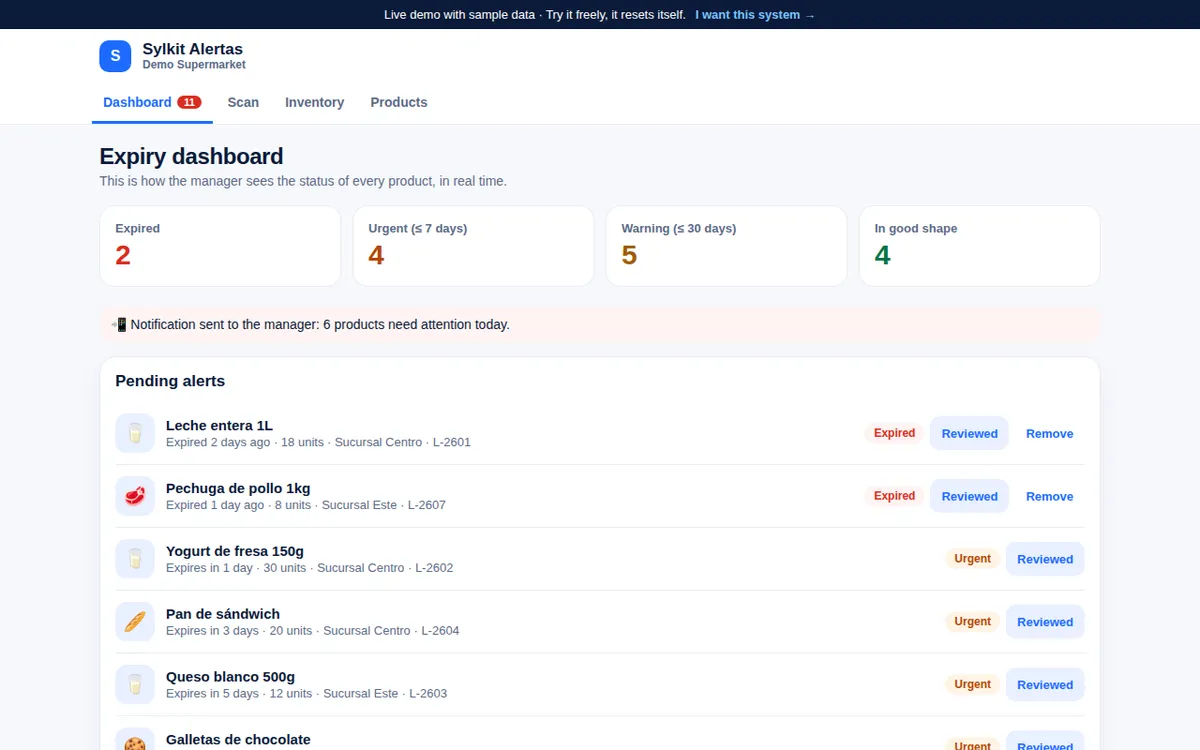 Live demo with sample data · Try it freely, it resets itself. I want this system →
S
Sylkit Alertas
Demo Supermarket
Dashboard 11 Scan Inventory Products
Expiry dashboard
This is how the manager sees the status of every product, in real time.
Expired
2
Urgent (≤ 7 days)
4
Warning (≤ 30 days)
5
In good shape
4
📲 Notification sent to the manager: 6 products need attention today.
Pending alerts
Leche entera 1L
Expired 2 days ago · 18 units · Sucursal Centro · L-2601
Expired Reviewed Remove
Pechuga de pollo 1kg
Expired 1 day ago · 8 units · Sucursal Este · L-2607
Expired Reviewed Remove
Yogurt de fresa 150g
Expires in 1 day · 30 units · Sucursal Centro · L-2602
Urgent Reviewed
Pan de sándwich
Expires in 3 days · 20 units · Sucursal Centro · L-2604
Urgent Reviewed
Queso blanco 500g
Expires in 5 days · 12 units · Sucursal Este · L-2603
Urgent Reviewed
Galletas de chocolate
Urgent Reviewed